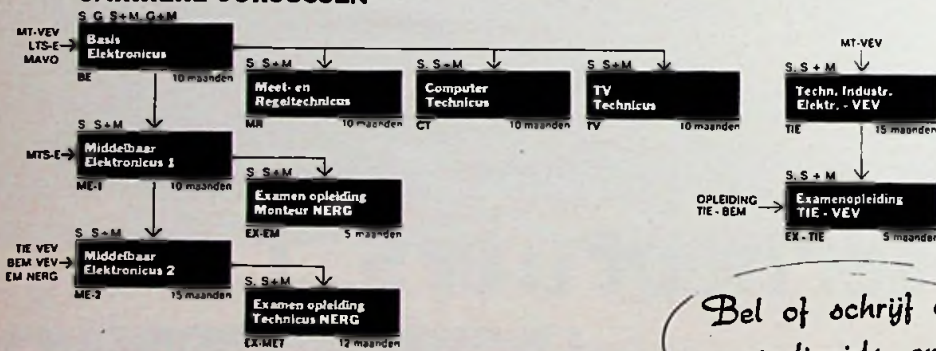 S G S+M, G+M
MT-VEV
LTS-E
MAVO
Basis
Elektronicus
BE 10 maanden
S S+M
Meet- en
Regeltechnicus
MR 10 maanden
S. S+M
Computer
Technicus
CT 10 maanden
S S+M
TV
Technicus
TV 10 maanden
MT-VEV
S. S + M
Techn. Industr.
Elektr. - VEV
TIE 15 maanden
S S+M
MTS-E
Middelbaar
Elektronicus 1
ME-1 10 maanden
S S+M
Examen opleiding
Monteur NERG
EX-EM 5 maanden
OPLEIDING
TIE - BEM
S. S + M
Examenopleiding
TIE - VEV
EX - TIE 5 maanden
S S+M
TIE VEV
BEM VEV
EM NERG
Middelbaar
Elektronicus 2
ME-2 15 maanden
S. S+M
Examen opleiding
Technicus NERG
EX-MET 12 maanden
Bel of schrijf